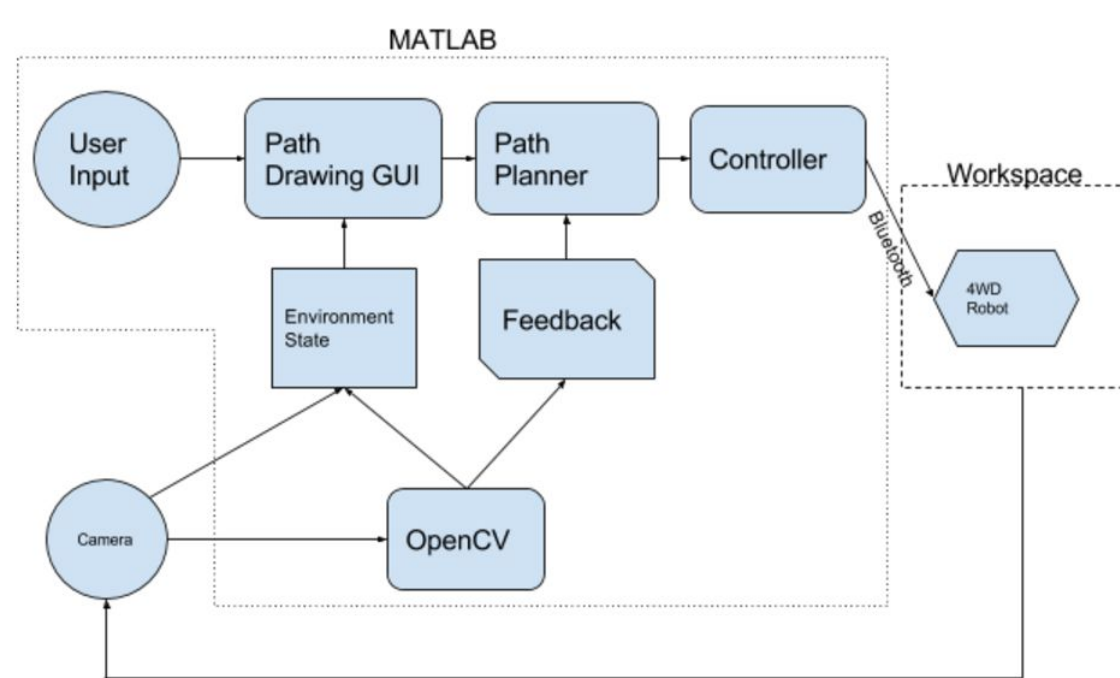 MATLAB
User
Input
Path
Drawing GUI
Path
Planner
Controller
Workspace
Bluetooth
4WD
Robot
Environment
State
Feedback
Camera
OpenCV